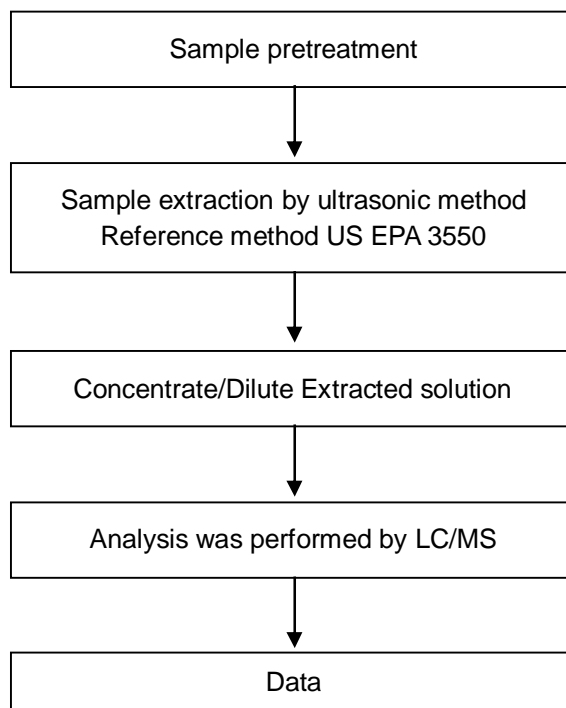 Sample pretreatment
Sample extraction by ultrasonic method
Reference method US EPA 3550
Concentrate/Dilute Extracted solution
Analysis was performed by LC/MS
Data